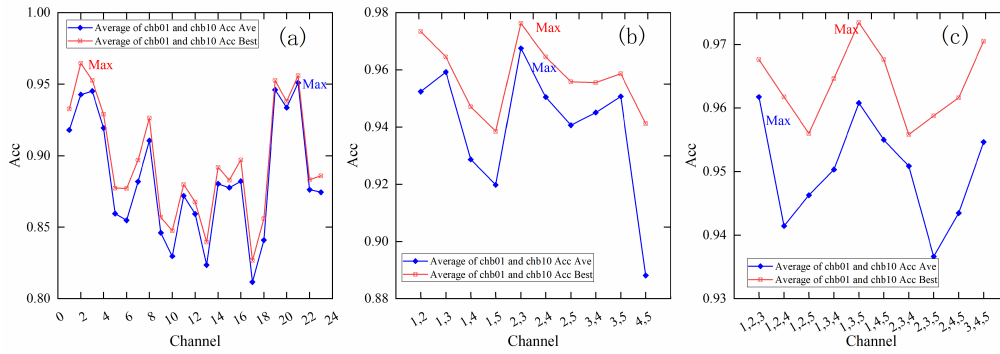 1.00
0.95
0.90
0.85
0.80
Acc
Average of chb01 and chb10 Acc Ave
Average of chb01 and chb10 Acc Best
(a)
Max
Max
0 2 4 6 8 10 12 14 16 18 20 22 24
Channel
0.98
0.96
0.94
0.92
0.90
0.88
Acc
(b)
Max
Max
Average of chb01 and chb10 Acc Ave
Average of chb01 and chb10 Acc Best
1,2 1,3 1,4 1,5 2,3 2,4 2,5 3,4 3,5 4,5
Channel
0.97
0.96
0.95
0.94
0.93
Acc
(c)
Max
Max
Average of chb01 and chb10 Acc Ave
Average of chb01 and chb10 Acc Best
1,2,3 1,2,4 1,2,5 1,3,4 1,3,5 1,4,5 2,3,4 2,3,5 2,4,5 3,4,5
Channel